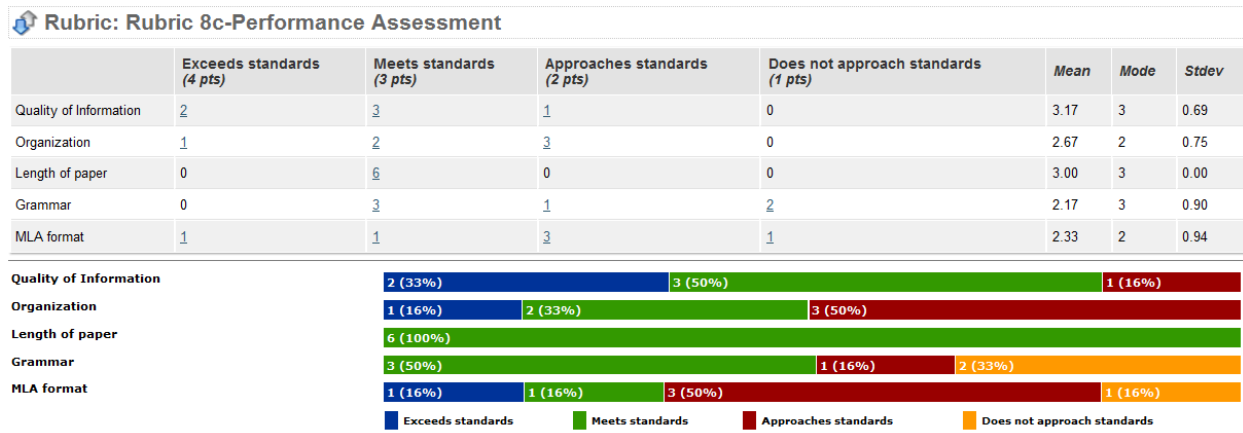 Rubric: Rubric 8c-Performance Assessment
Exceeds standards (4 pts) Meets standards (3 pts) Approaches standards (2 pts) Does not approach standards (1 pts) Mean Mode Stdev
Quality of Information 2 3 1 0 3.17 3 0.69
Organization 1 2 3 0 2.67 2 0.75
Length of paper 0 6 0 0 3.00 3 0.00
Grammar 0 3 1 2 2.17 3 0.90
MLA format 1 1 3 1 2.33 2 0.94
Quality of Information 2 (33%) 3 (50%) 1 (16%)
Organization 1 (16%) 2 (33%) 3 (50%)
Length of paper 6 (100%)
Grammar 3 (50%) 1 (16%) 2 (33%)
MLA format 1 (16%) 1 (16%) 3 (50%) 1 (16%)
Exceeds standards Meets standards Approaches standards Does not approach standards